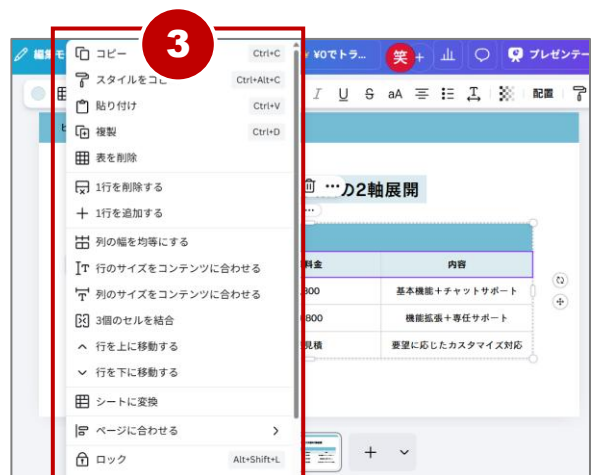 3
編集モ
¥0でトラ...
笑
プレゼンテー
コピー Ctrl+C
スタイルをコピ Ctrl+Alt+C
貼り付け Ctrl+V
複製 Ctrl+D
表を削除
1行を削除する
1行を追加する
列の幅を均等にする
行のサイズをコンテンツに合わせる
列のサイズをコンテンツに合わせる
3個のセルを結合
行を上に移動する
行を下に移動する
シートに変換
ページに合わせる
ロック Alt+Shift+L
I U S aA 配置
の2軸展開
料金 内容
800 基本機能+チャットサポート
800 機能拡張+専任サポート
見積 要望に応じたカスタマイズ対応